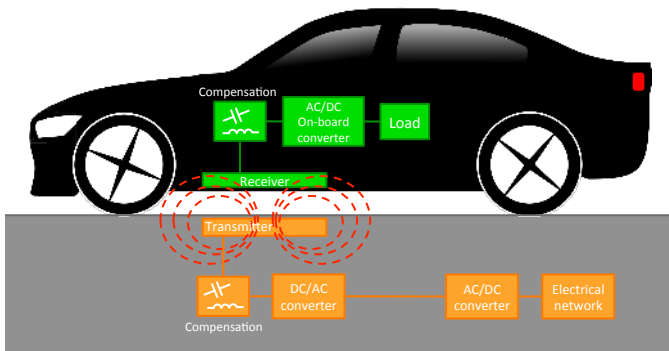 Compensation
AC/DC
On-board
converter
Load
Receiver
Transmitter
Compensation
DC/AC
converter
AC/DC
converter
Electrical
network